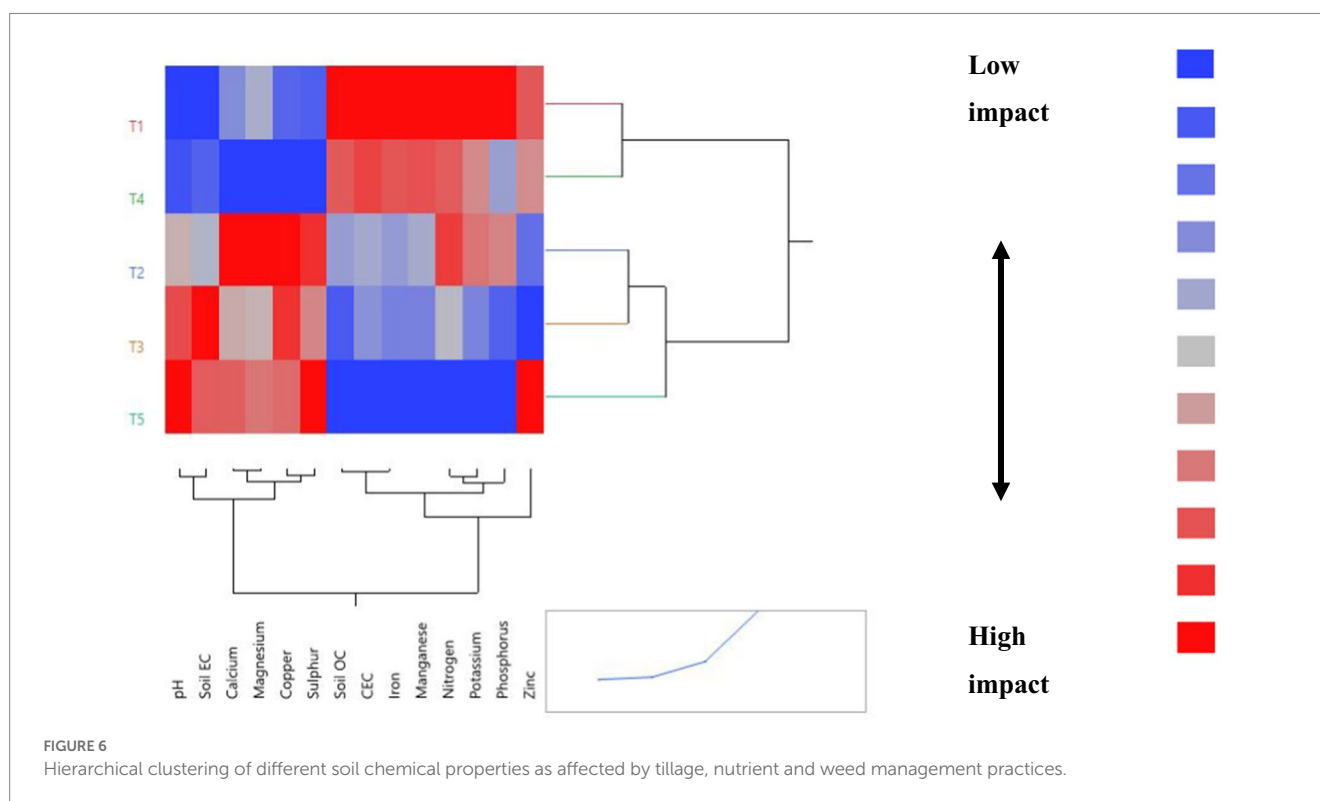 Low
impact
T1
T4
T2
T3
T5
High
impact
pH
Soil EC
Calcium
Magnesium
Copper
Sulphur
Soil OC
CEC
Iron
Manganese
Nitrogen
Potassium
Phosphorus
Zinc
FIGURE 6
Hierarchical clustering of different soil chemical properties as affected by tillage, nutrient and weed management practices.